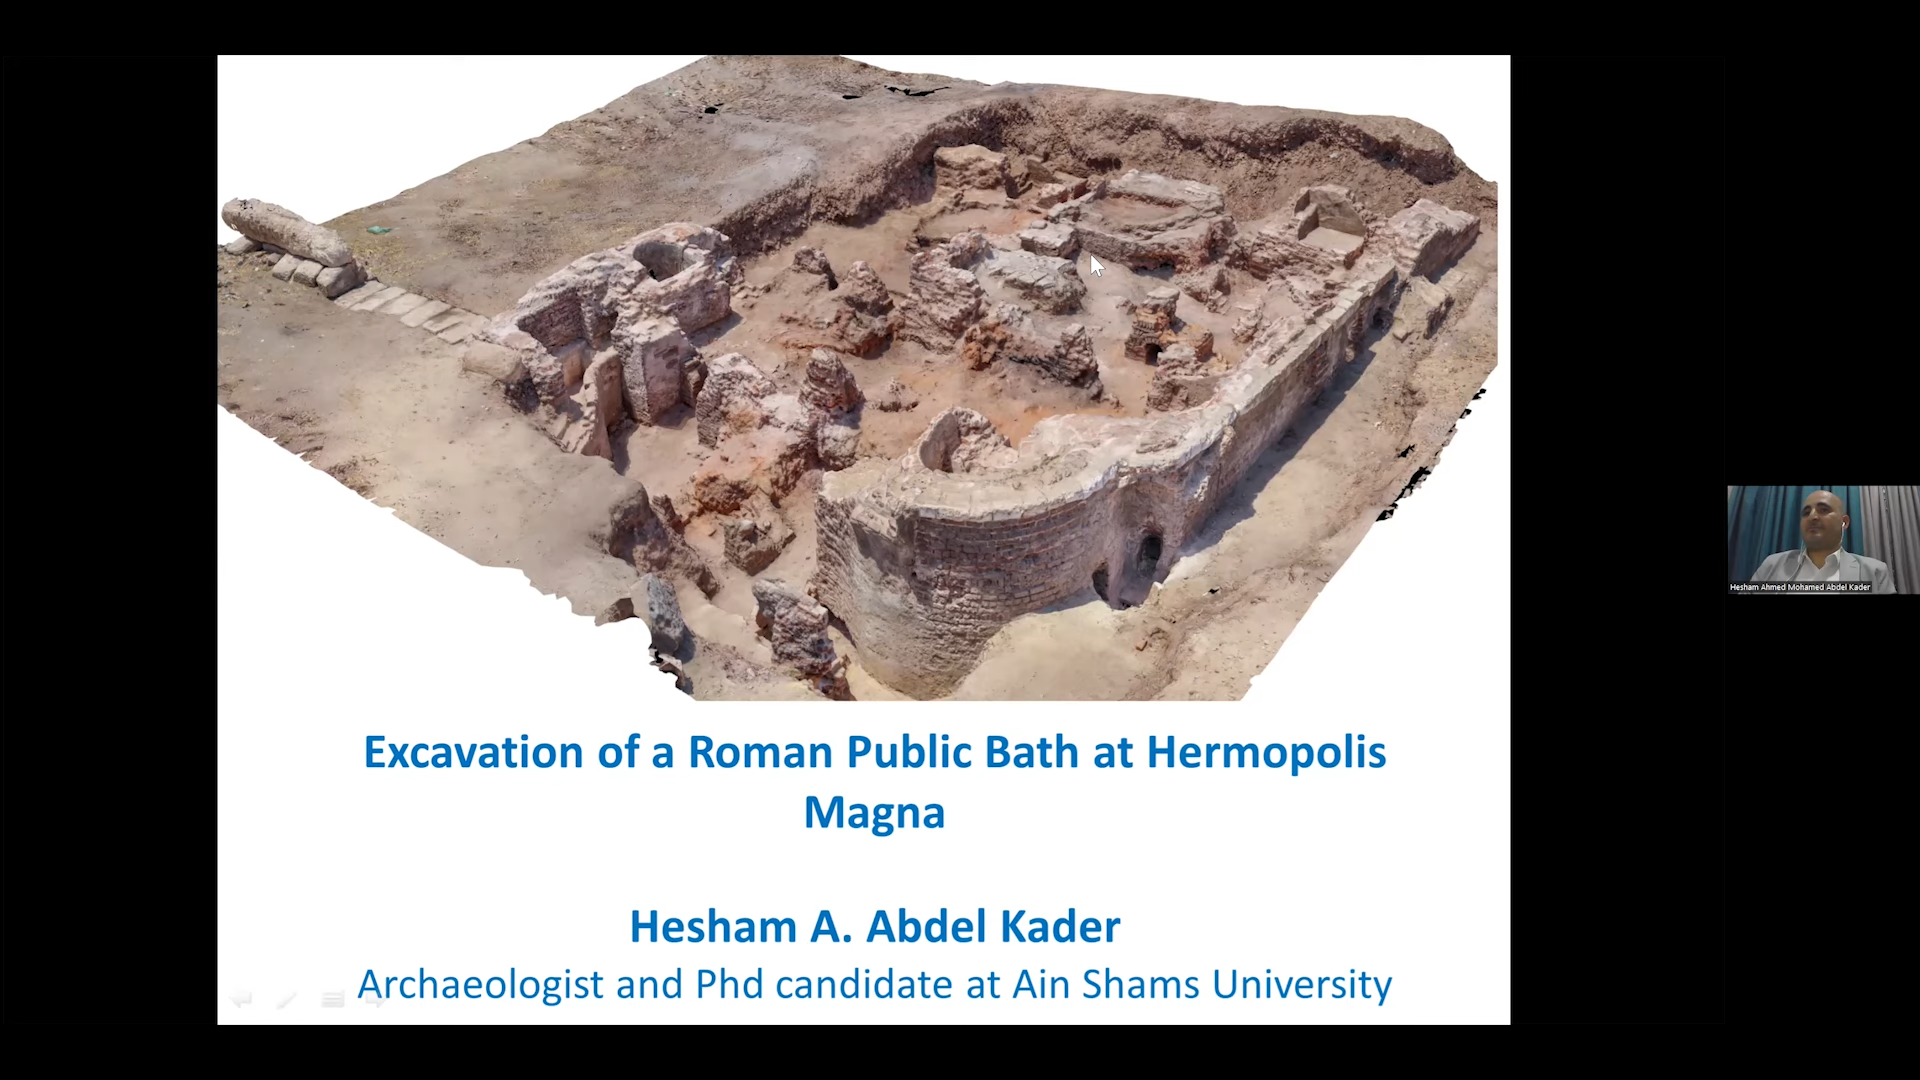 Excavation of a Roman Public Bath at Hermopolis
Magna
Hesham A. Abdel Kader
Archaeologist and Phd candidate at Ain Shams University
Hesham Ahmed Mohamed Abdel Kader